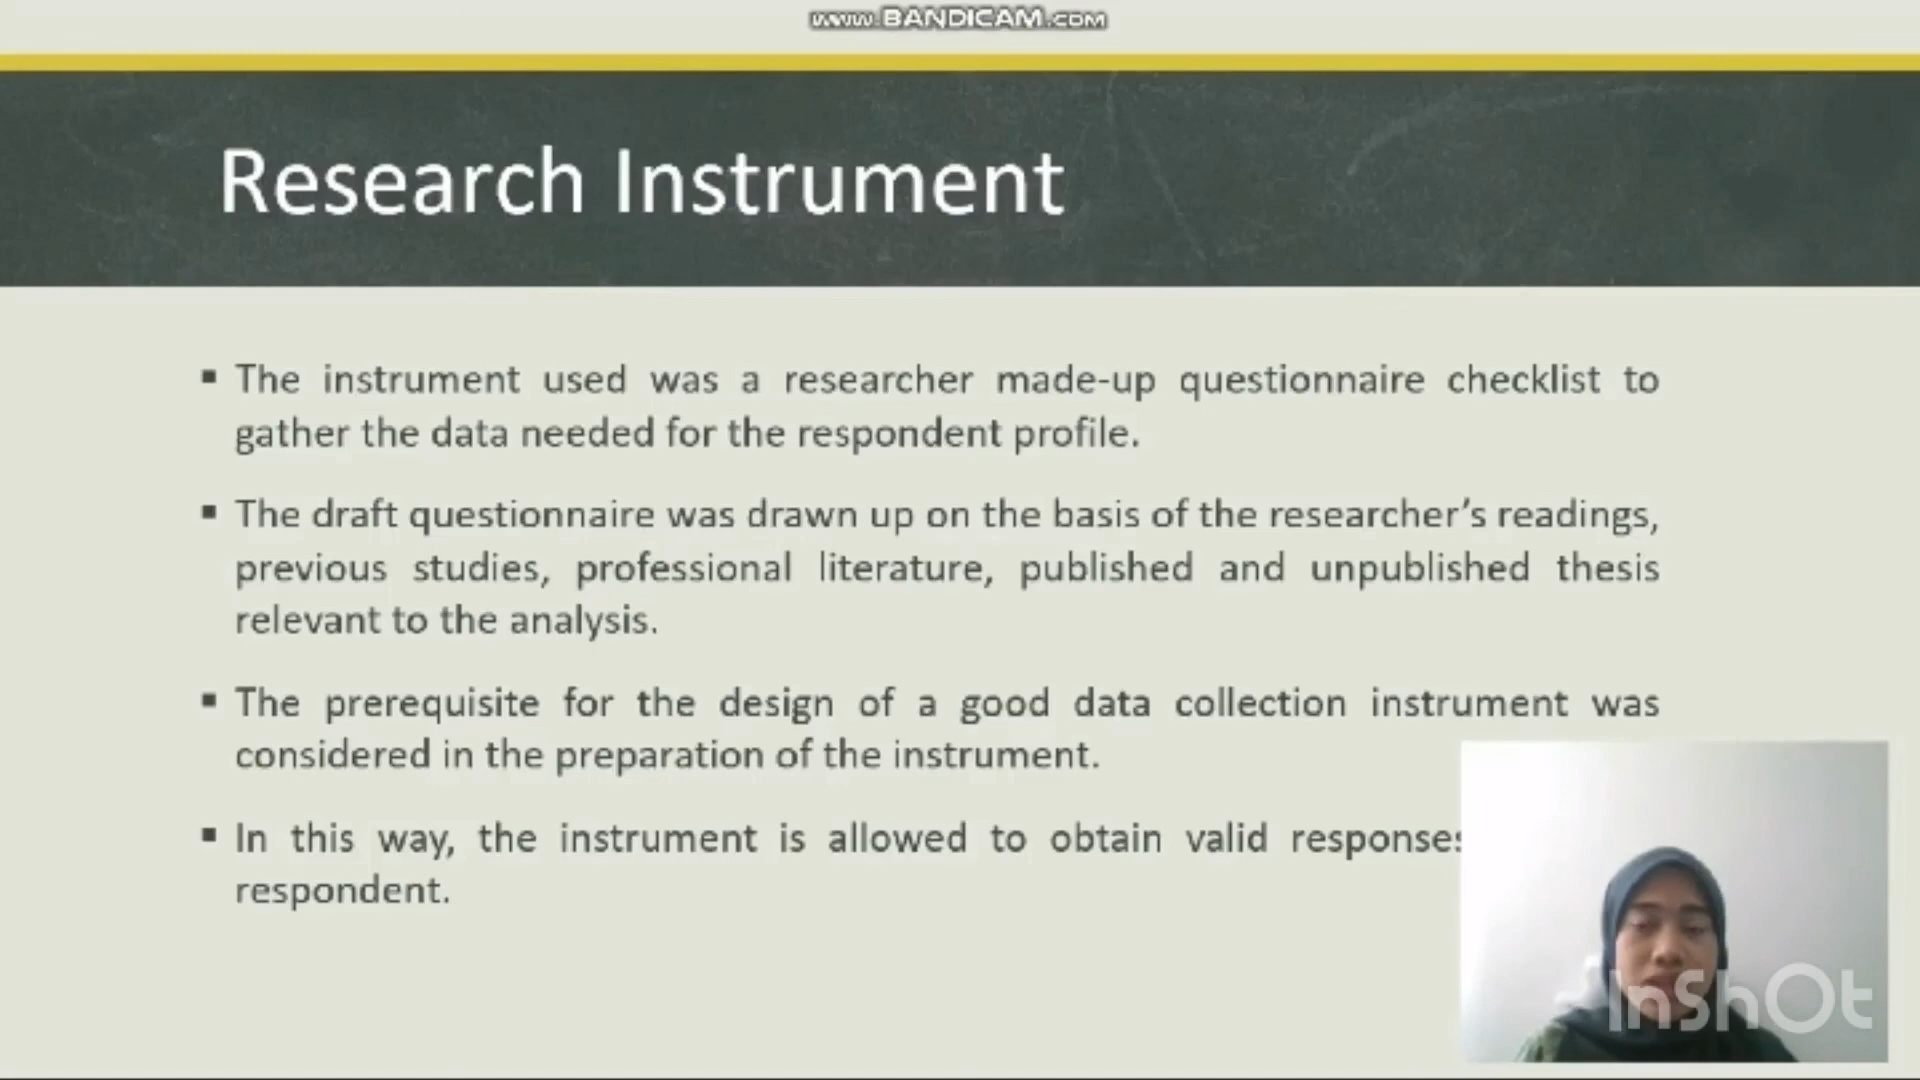 www.BANDICAM.com
Research Instrument
▪ The instrument used was a researcher made-up questionnaire checklist to
gather the data needed for the respondent profile.
▪ The draft questionnaire was drawn up on the basis of the researcher’s readings,
previous studies, professional literature, published and unpublished thesis
relevant to the analysis.
▪ The prerequisite for the design of a good data collection instrument was
considered in the preparation of the instrument.
▪ In this way, the instrument is allowed to obtain valid responses
respondent.
InShOt